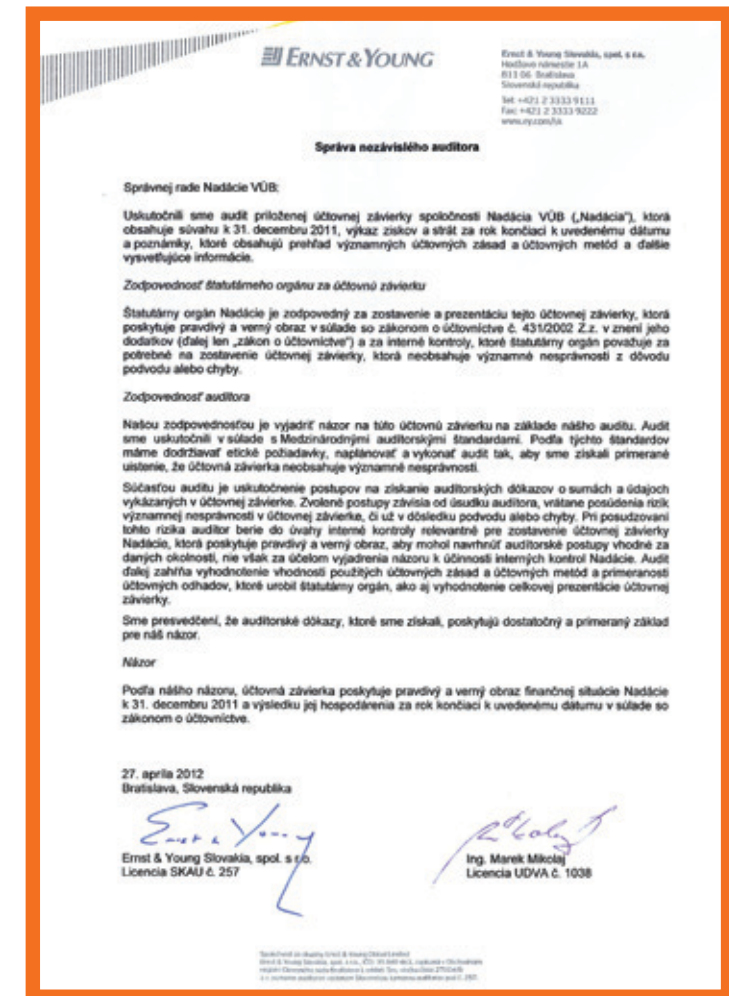 ERNST & YOUNG
Ernst & Young Slovakia, spol. s r.o.
Hodžovo námestie 1A
811 06 Bratislava
Slovenská republika
Tel: +421 2 3333 9111
Fax: +421 2 3333 9222
www.ey.com/sk
Správa nezávislého audítora
Správnej rade Nadácie VÚB:
Uskutočnili sme audit priloženej účtovnej závierky spoločnosti Nadácia VÚB („Nadácia"), ktorá
obsahuje súvahu k 31. decembru 2011, výkaz ziskov a strát za rok končiaci k uvedenému dátumu
a poznámky, ktoré obsahujú prehľad významných účtovných zásad a účtovných metód a ďalšie
vysvetľujúce informácie.
Zodpovednosť štatutárneho orgánu za účtovnú závierku
Štatutárny orgán Nadácie je zodpovedný za zostavenie a prezentáciu tejto účtovnej závierky, ktorá
poskytuje pravdivý a verný obraz v súlade so zákonom o účtovníctve č. 431/2002 Z.z. v znení jeho
dodatkov (ďalej len „zákon o účtovníctve") a za interné kontroly, ktoré štatutárny orgán považuje za
potrebné na zostavenie účtovnej závierky, ktorá neobsahuje významné nesprávnosti z dôvodu
podvodu alebo chyby.
Zodpovednosť audítora
Našou zodpovednosťou je vyjadriť názor na túto účtovnú závierku na základe nášho auditu. Audit
sme uskutočnili v súlade s Medzinárodnými audítorskými štandardami. Podľa týchto štandardov
máme dodržiavať etické požiadavky, naplánovať a vykonať audit tak, aby sme získali primerané
uistenie, že účtovná závierka neobsahuje významné nesprávnosti.
Súčasťou auditu je uskutočnenie postupov na získanie audítorských dôkazov o sumách a údajoch
vykázaných v účtovnej závierke. Zvolené postupy závisia od úsudku audítora, vrátane posúdenia rizík
významnej nesprávnosti v účtovnej závierke, či už v dôsledku podvodu alebo chyby. Pri posudzovaní
tohto rizika audítor berie do úvahy interné kontroly relevantné pre zostavenie účtovnej závierky
Nadácie, ktorá poskytuje pravdivý a verný obraz, aby mohol navrhnúť audítorské postupy vhodné za
daných okolností, nie však za účelom vyjadrenia názoru k účinnosti interných kontrol Nadácie. Audit
ďalej zahŕňa vyhodnotenie vhodnosti použitých účtovných zásad a účtovných metód a primeranosti
účtovných odhadov, ktoré urobil štatutárny orgán, ako aj vyhodnotenie celkovej prezentácie účtovnej
závierky.
Sme presvedčení, že audítorské dôkazy, ktoré sme získali, poskytujú dostatočný a primeraný základ
pre náš názor.
Názor
Podľa nášho názoru, účtovná závierka poskytuje pravdivý a verný obraz finančnej situácie Nadácie
k 31. decembru 2011 a výsledku jej hospodárenia za rok končiaci k uvedenému dátumu v súlade so
zákonom o účtovníctve.
27. apríla 2012
Bratislava, Slovenská republika
Ernst & Young
Ernst & Young Slovakia, spol. s r.o.
Licencia SKAU č. 257
Ing. Marek Mikolaj
Licencia UDVA č. 1038